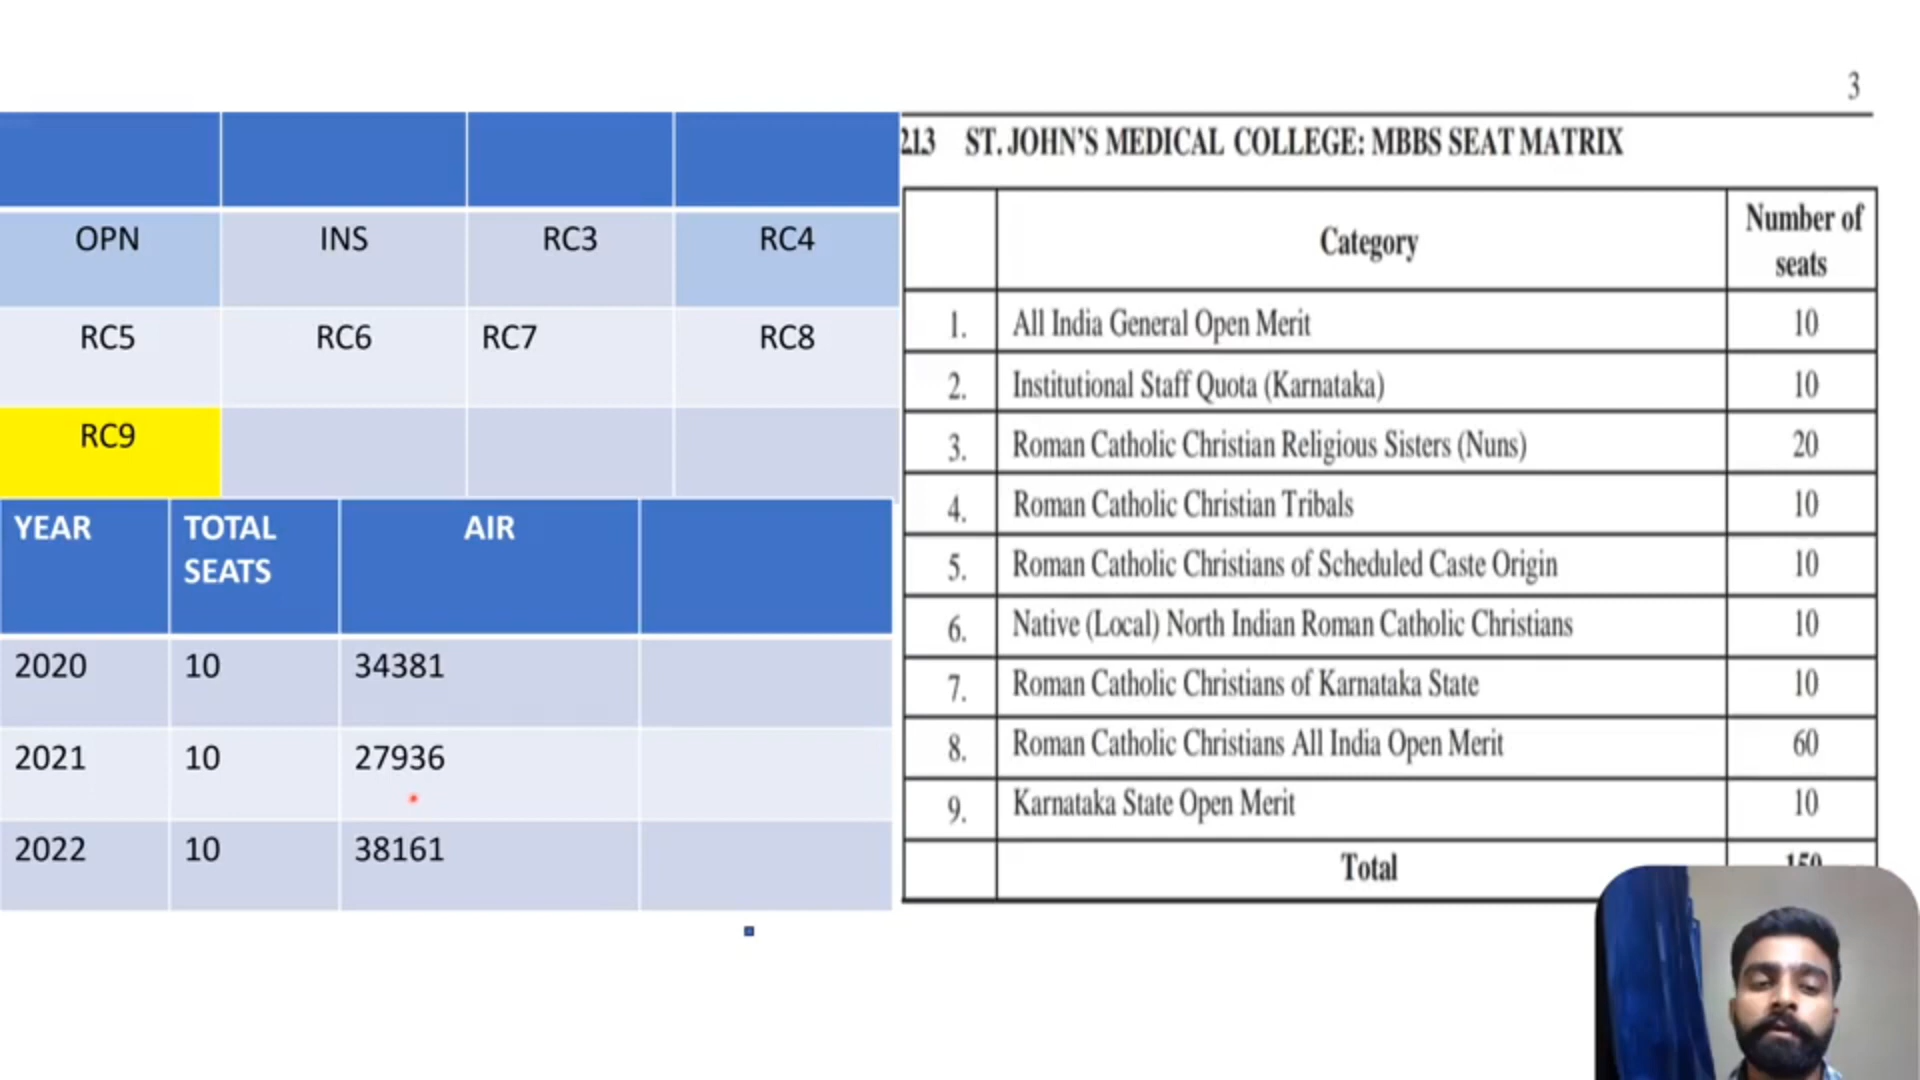 3
OPN INS RC3 RC4
RC5 RC6 RC7 RC8
RC9
YEAR TOTAL SEATS AIR
2020 10 34381
2021 10 27936
2022 10 38161
2.1.3 ST. JOHN'S MEDICAL COLLEGE: MBBS SEAT MATRIX
Category Number of seats
1. All India General Open Merit 10
2. Institutional Staff Quota (Karnataka) 10
3. Roman Catholic Christian Religious Sisters (Nuns) 20
4. Roman Catholic Christian Tribals 10
5. Roman Catholic Christians of Scheduled Caste Origin 10
6. Native (Local) North Indian Roman Catholic Christians 10
7. Roman Catholic Christians of Karnataka State 10
8. Roman Catholic Christians All India Open Merit 60
9. Karnataka State Open Merit 10
Total 150